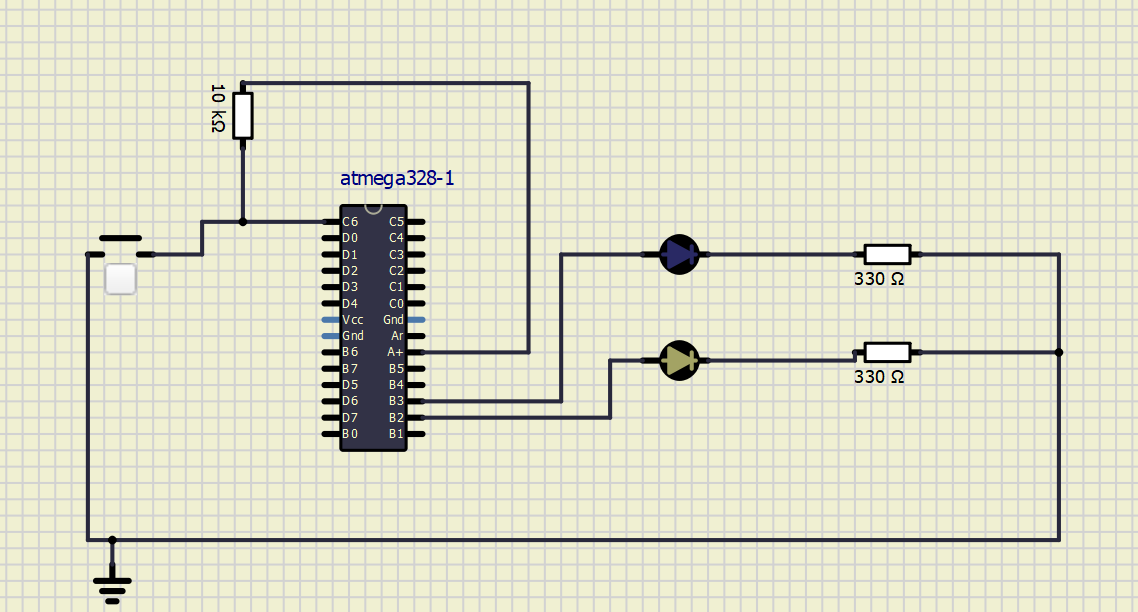 10 kΩ
atmega328-1
C6 C5
D0 C4
D1 C3
D2 C2
D3 C1
D4 C0
Vcc Gnd
Gnd Ar
B6 A+
B7 B5
D5 B4
D6 B3
D7 B2
B0 B1
330 Ω
330 Ω